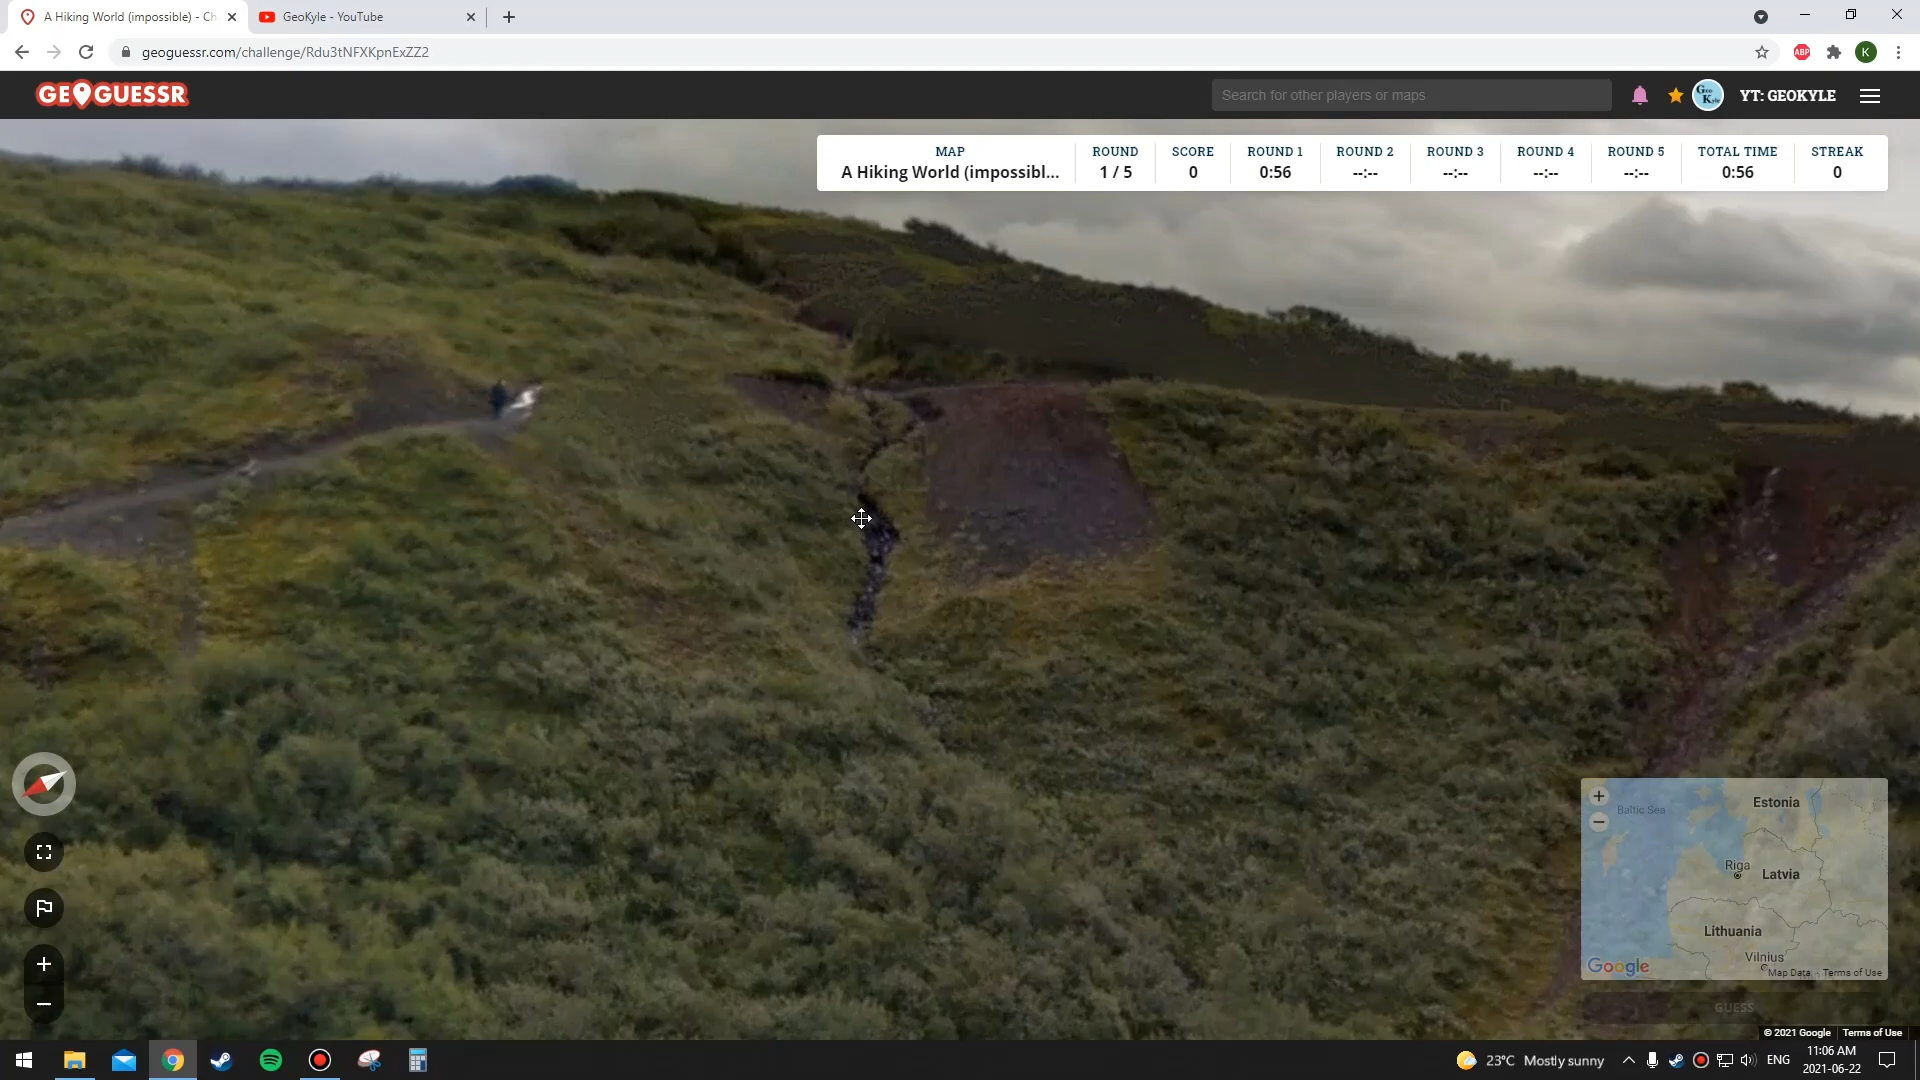 A Hiking World (impossible) - Ch
GeoKyle - YouTube
geoguessr.com/challenge/Rdu3tNFXKpnExZZ2
ABP
K
GEOGUESSR
Search for other players or maps
Geo Kyle
YT: GEOKYLE
MAP ROUND SCORE ROUND 1 ROUND 2 ROUND 3 ROUND 4 ROUND 5 TOTAL TIME STREAK
A Hiking World (impossibl... 1 / 5 0 0:56 --:-- --:-- --:-- --:-- 0:56 0
Baltic Sea
Estonia
Riga
Latvia
Lithuania
Vilnius
Google
Map Data
Terms of Use
GUESS
© 2021 Google
Terms of Use
23°C Mostly sunny
ENG
11:06 AM
2021-06-22